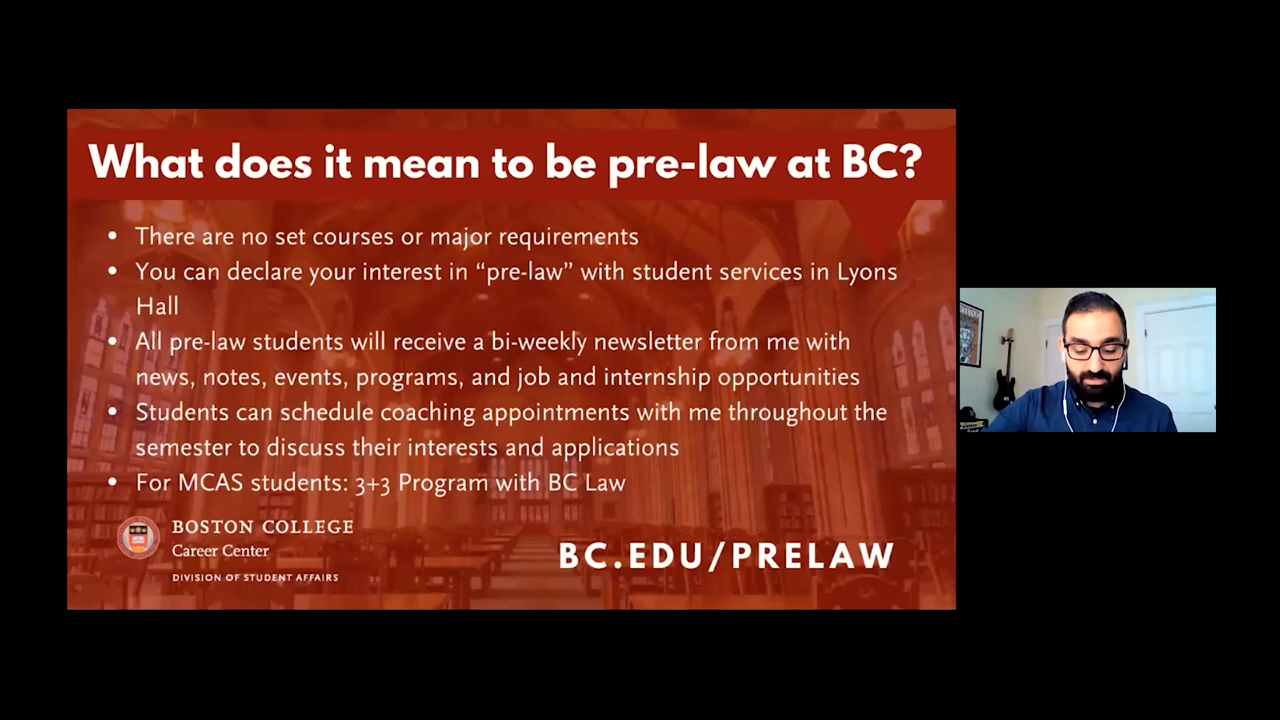 What does it mean to be pre-law at BC?
• There are no set courses or major requirements
• You can declare your interest in “pre-law” with student services in Lyons
Hall
• All pre-law students will receive a bi-weekly newsletter from me with
news, notes, events, programs, and job and internship opportunities
• Students can schedule coaching appointments with me throughout the
semester to discuss their interests and applications
• For MCAS students: 3+3 Program with BC Law
BOSTON COLLEGE
Career Center
DIVISION OF STUDENT AFFAIRS
BC.EDU/PRELAW